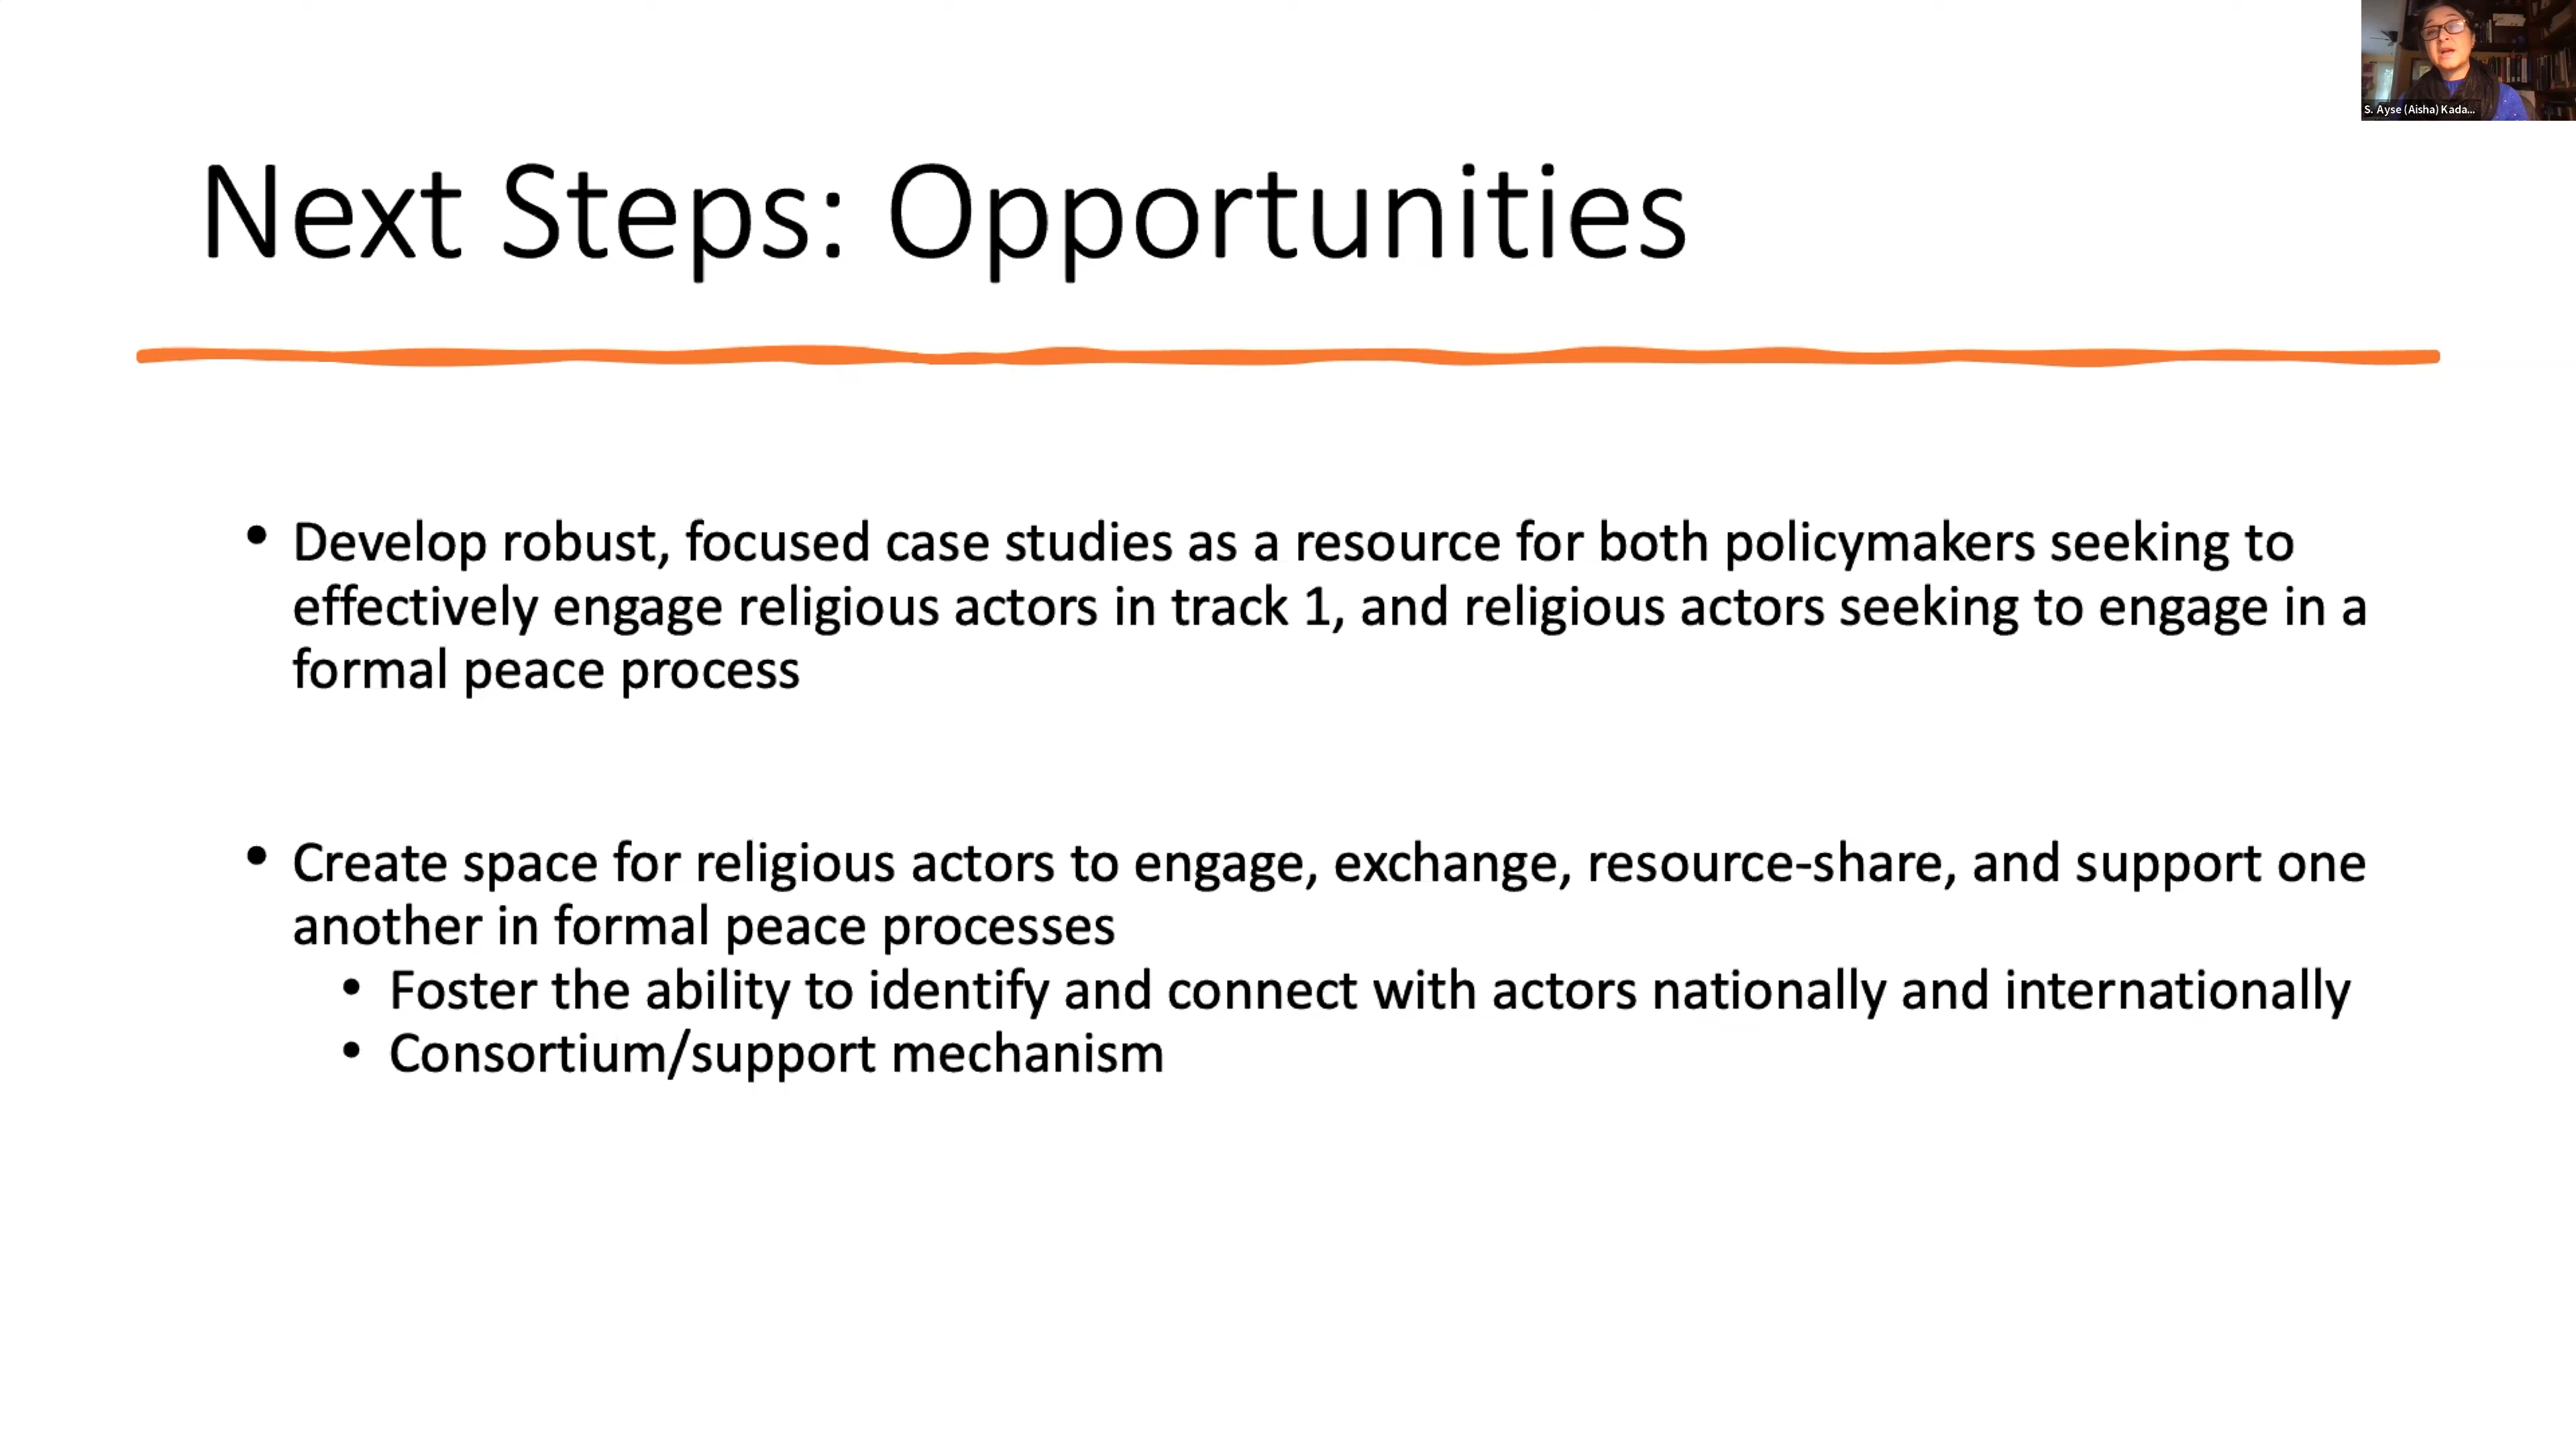 S. Ayse (Aisha) Kada...
Next Steps: Opportunities
• Develop robust, focused case studies as a resource for both policymakers seeking to
effectively engage religious actors in track 1, and religious actors seeking to engage in a
formal peace process
• Create space for religious actors to engage, exchange, resource-share, and support one
another in formal peace processes
• Foster the ability to identify and connect with actors nationally and internationally
• Consortium/support mechanism